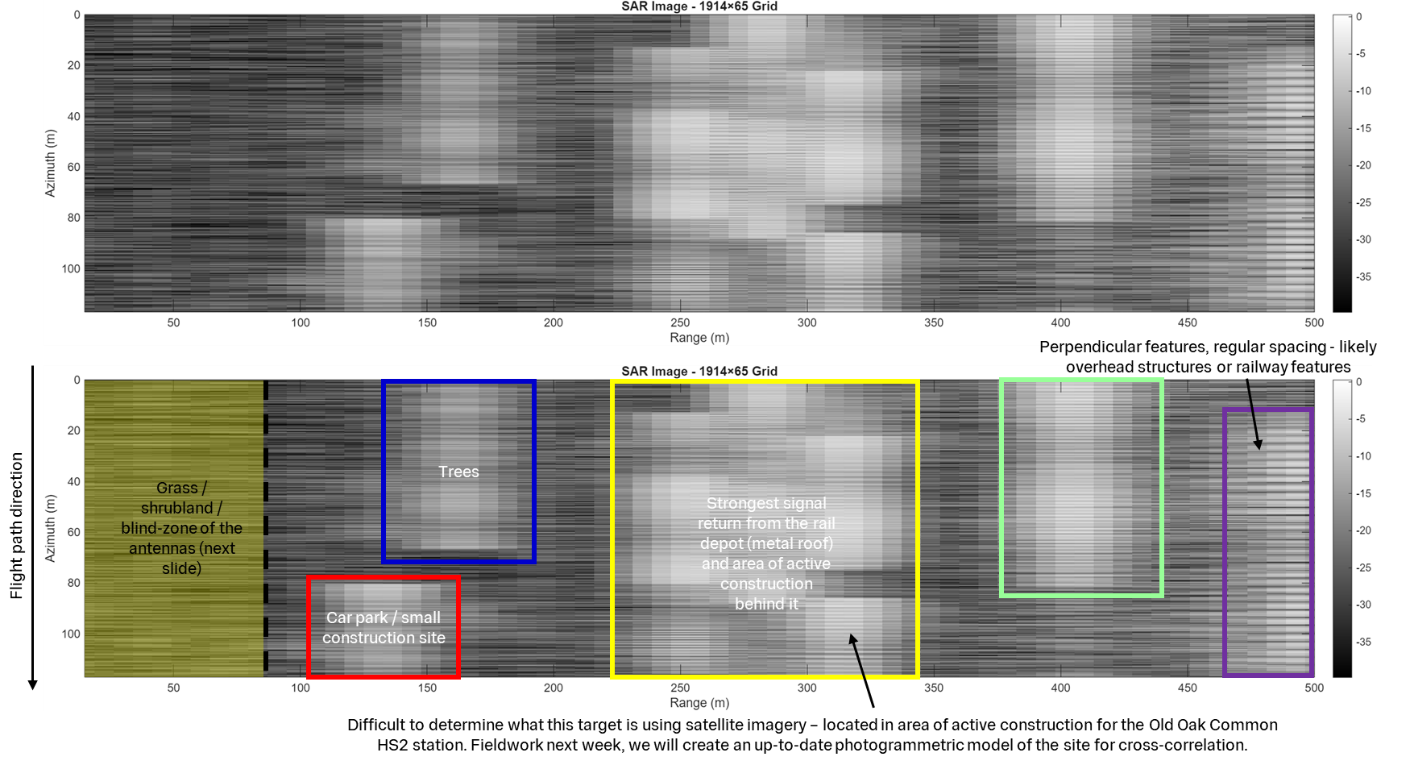 SAR Image - 1914×65 Grid
0
20
40
60
80
100
Azimuth (m)
50 100 150 200 250 300 350 400 450 500
Range (m)
0
-5
-10
-15
-20
-25
-30
-35
Perpendicular features, regular spacing - likely
overhead structures or railway features
SAR Image - 1914×65 Grid
Flight path direction
0
20
40
60
80
100
Azimuth (m)
Grass /
shrubland /
blind-zone of the
antennas (next
slide)
Trees
Car park / small
construction site
Strongest signal
return from the rail
depot (metal roof)
and area of active
construction
behind it
50 100 150 200 250 300 350 400 450 500
Range (m)
0
-5
-10
-15
-20
-25
-30
-35
Difficult to determine what this target is using satellite imagery – located in area of active construction for the Old Oak Common
HS2 station. Fieldwork next week, we will create an up-to-date photogrammetric model of the site for cross-correlation.